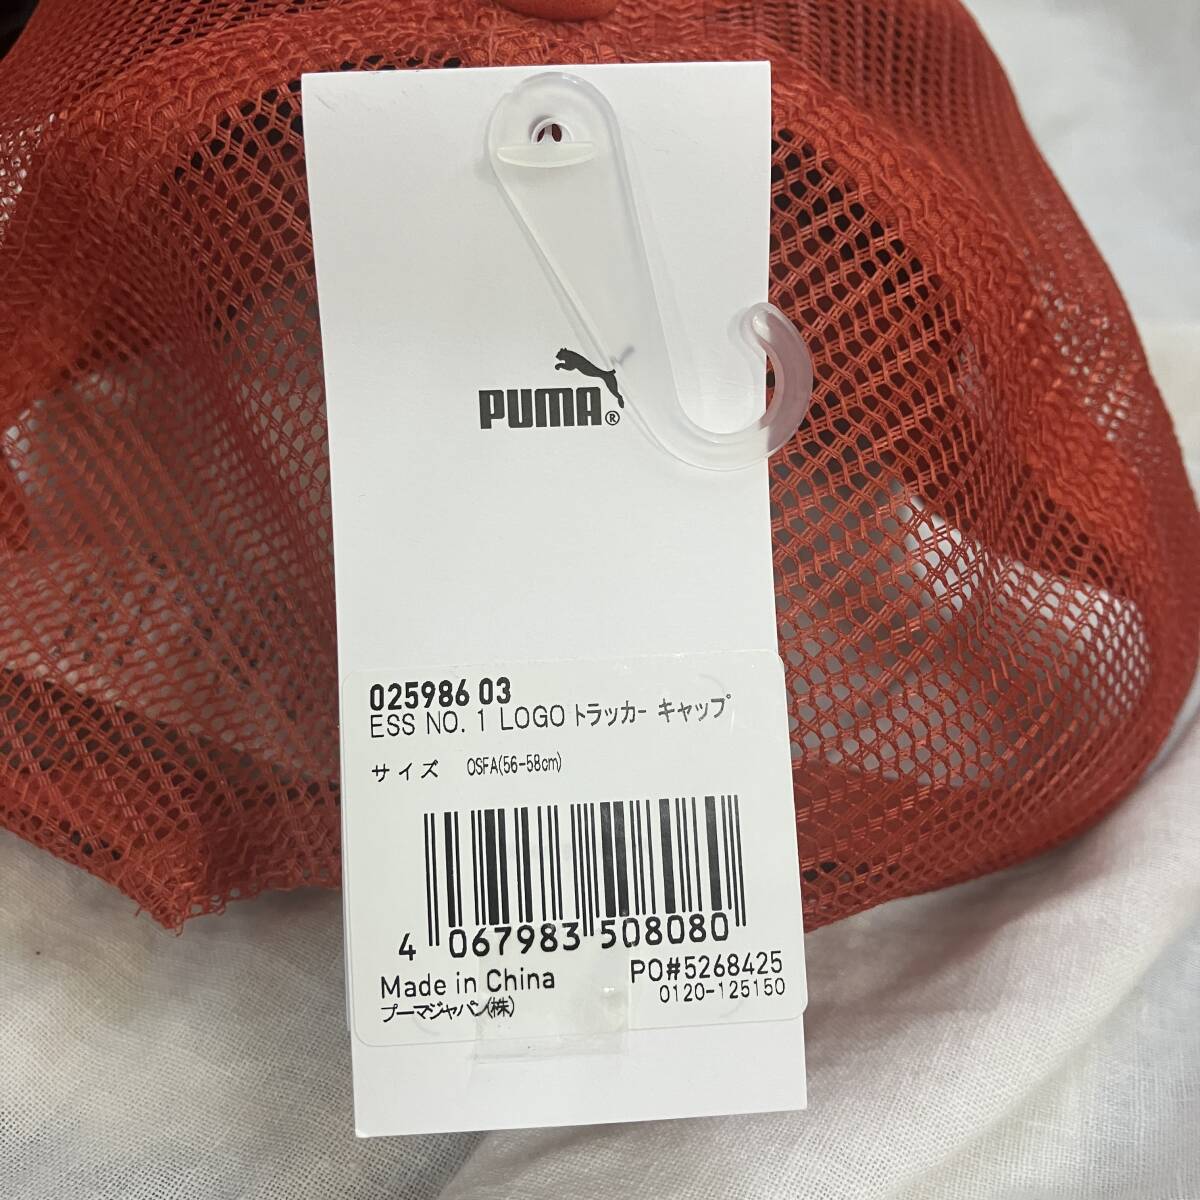 PUMA®
025986 03
ESS NO. 1 LOGO トラッカー キャップ
サイズ OSFA(56-58cm)
4 067983 508080
Made in China PO#5268425
プーマジャパン(株) 0120-125150